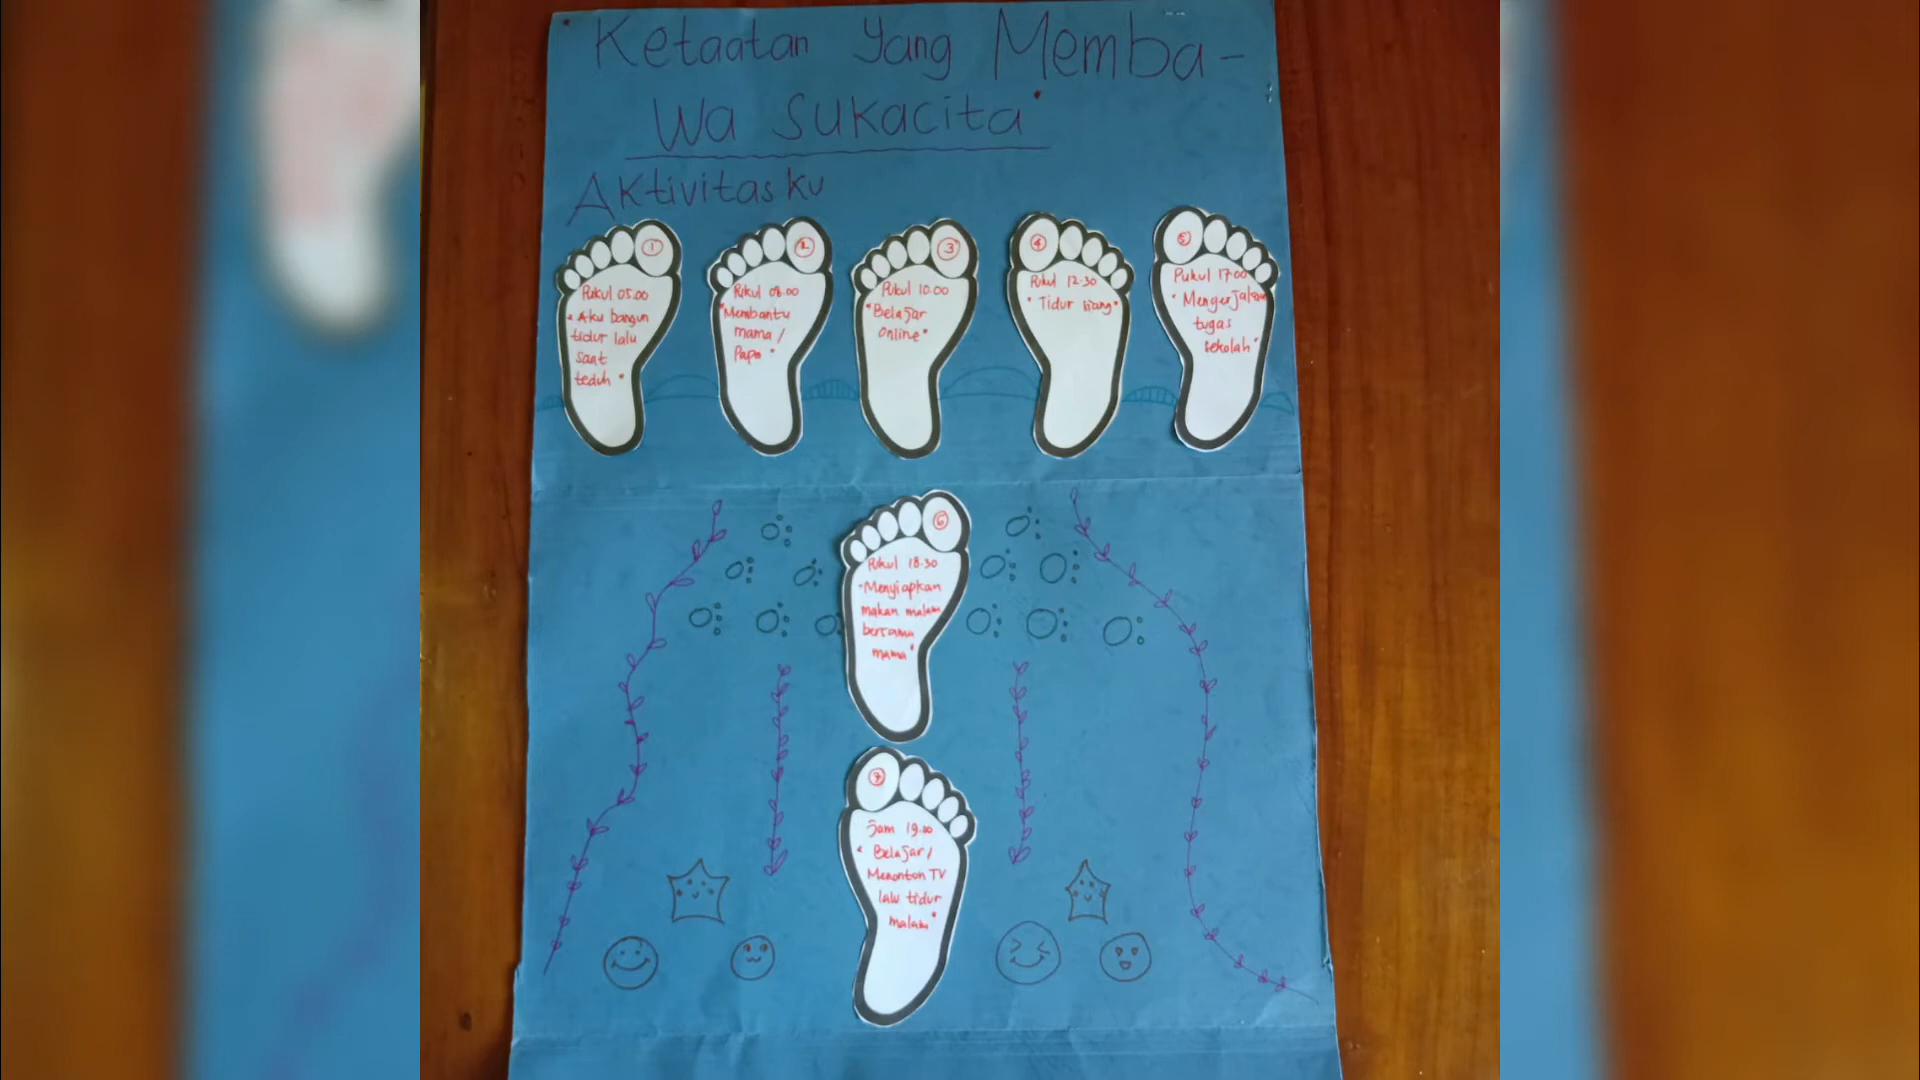 "Ketaatan Yang Memba-
wa Sukacita"
Aktivitasku
1
Pukul 05.00
"Aku bangun
tidur lalu
saat
teduh"
2
Pukul 08.00
"Membantu
mama/
Papa"
3
Pukul 10.00
"Belajar
Online"
4
Pukul 12.30
"Tidur siang"
5
Pukul 17.00
"Mengerjakan
tugas
sekolah"
6
Pukul 18.30
"Menyiapkan
makan malam
bersama
mama"
7
Jam 19.00
"Belajar/
Menonton TV
lalu tidur
malam"